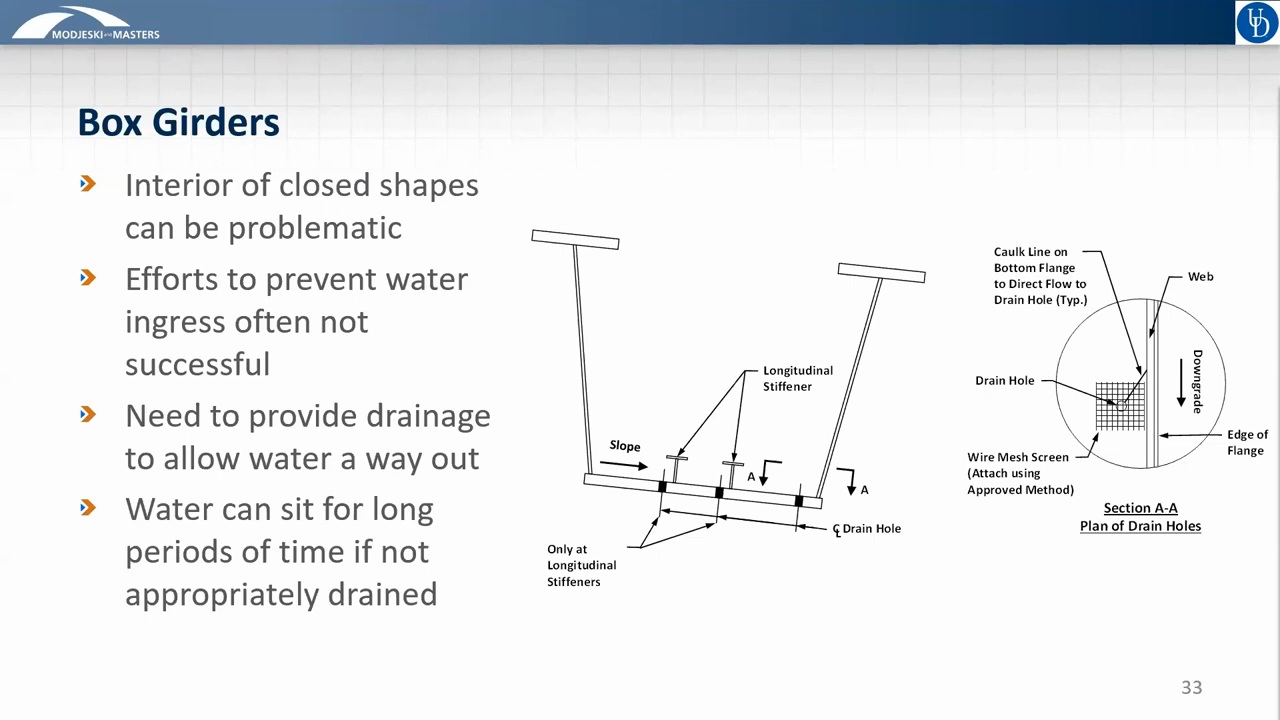 MODJESKI and MASTERS
UD
Box Girders
Interior of closed shapes
can be problematic
Efforts to prevent water
ingress often not
successful
Need to provide drainage
to allow water a way out
Water can sit for long
periods of time if not
appropriately drained
Longitudinal
Stiffener
Slope
A
A
℄ Drain Hole
Only at
Longitudinal
Stiffeners
Caulk Line on
Bottom Flange
to Direct Flow to
Drain Hole (Typ.)
Web
Downgrade
Drain Hole
Edge of
Flange
Wire Mesh Screen
(Attach using
Approved Method)
Section A-A
Plan of Drain Holes
33